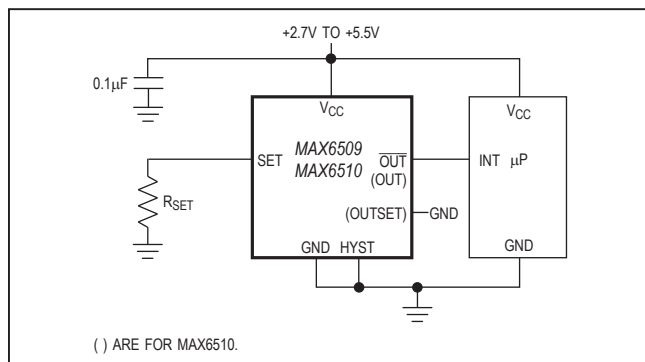 +2.7V TO +5.5V
0.1μF
VCC
VCC
SET
MAX6509
MAX6510
OUT
(OUT)
INT μP
RSET
(OUTSET)
GND
GND HYST
GND
( ) ARE FOR MAX6510.